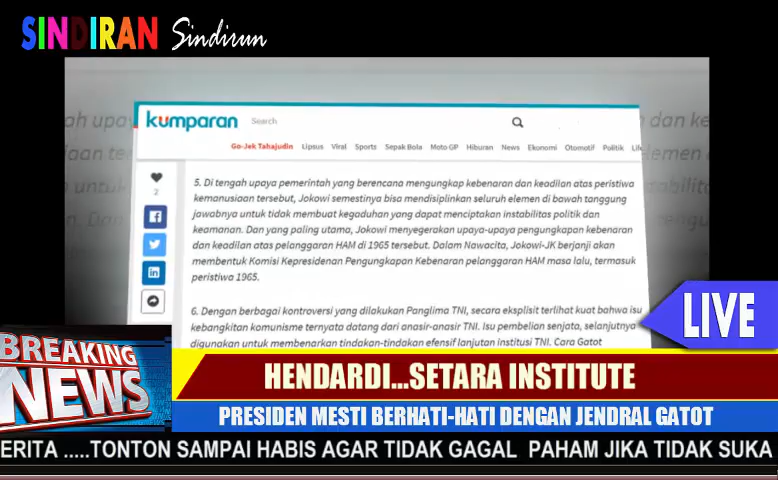 SINDIRAN Sindirun
kumparan
Search
Go-Jek Tahajudin Lipsus Viral Sports Sepak Bola Moto GP Hiburan News Ekonomi Otomotif Politik
2
5. Di tengah upaya pemerintah yang berencana mengungkap kebenaran dan keadilan atas peristiwa
kemanusiaan tersebut, Jokowi semestinya bisa mendisiplinkan seluruh elemen di bawah tanggung
jawabnya untuk tidak membuat kegaduhan yang dapat menciptakan instabilitas politik dan
keamanan. Dan yang paling utama, Jokowi menyegerakan upaya-upaya pengungkapan kebenaran
dan keadilan atas pelanggaran HAM di 1965 tersebut. Dalam Nawacita, Jokowi-JK berjanji akan
membentuk Komisi Kepresidenan Pengungkapan Kebenaran pelanggaran HAM masa lalu, termasuk
peristiwa 1965.
6. Dengan berbagai kontroversi yang dilakukan Panglima TNI, secara eksplisit terlihat kuat bahwa isu
kebangkitan komunisme ternyata datang dari anasir-anasir TNI. Isu pembelian senjata, selanjutnya
digunakan untuk membenarkan tindakan-tindakan efensif lanjutan institusi TNI. Cara Gatot
LIVE
BREAKING
NEWS
HENDARDI...SETARA INSTITUTE
PRESIDEN MESTI BERHATI-HATI DENGAN JENDRAL GATOT
ERITA .....TONTON SAMPAI HABIS AGAR TIDAK GAGAL PAHAM JIKA TIDAK SUKA